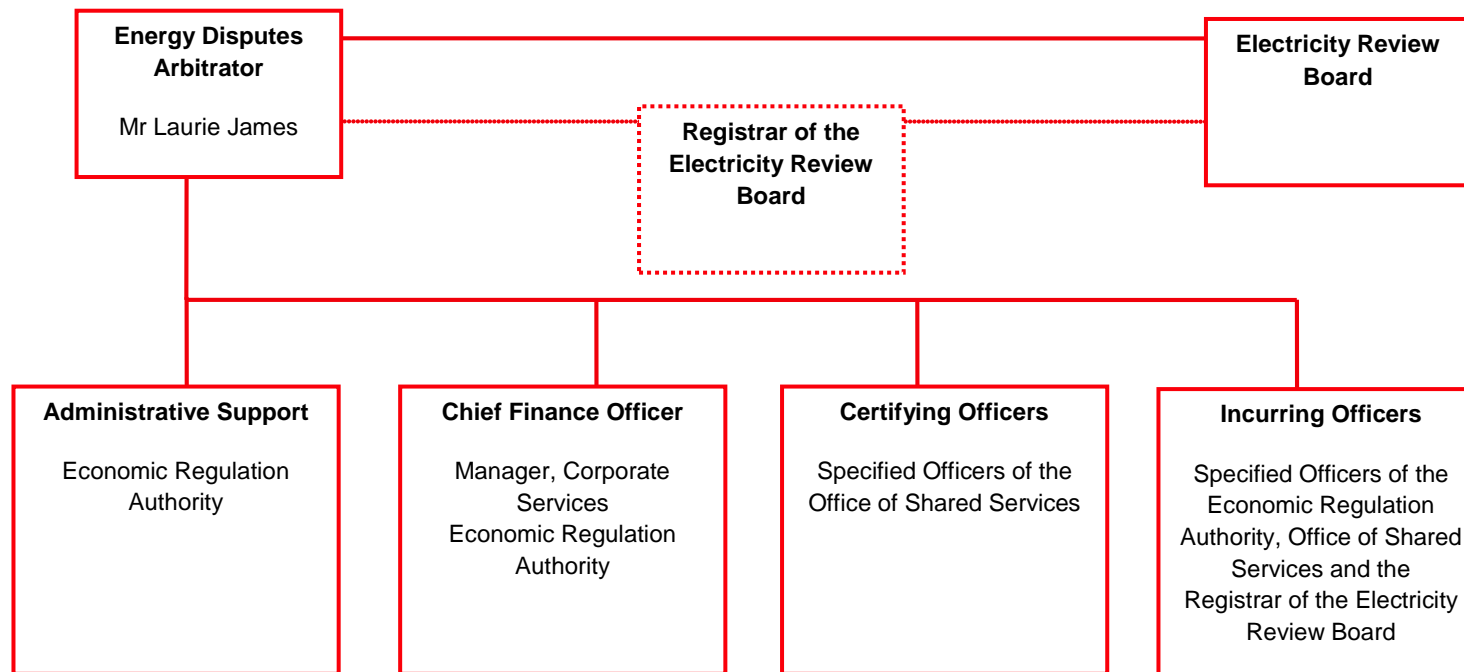 Energy Disputes
Arbitrator
Mr Laurie James
Electricity Review
Board
Registrar of the
Electricity Review
Board
Administrative Support
Economic Regulation
Authority
Chief Finance Officer
Manager, Corporate
Services
Economic Regulation
Authority
Certifying Officers
Specified Officers of the
Office of Shared Services
Incurring Officers
Specified Officers of the
Economic Regulation
Authority, Office of Shared
Services and the
Registrar of the Electricity
Review Board